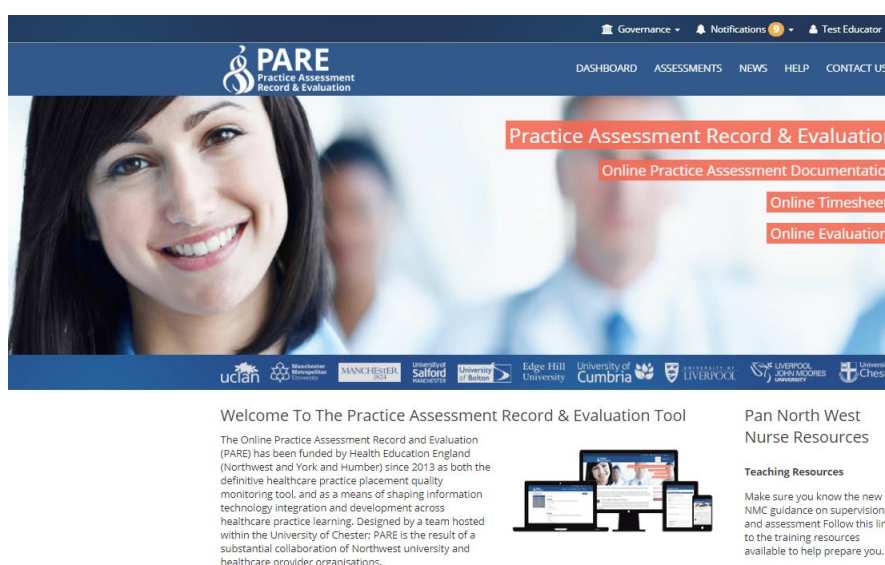 Governance
Notifications 9
Test Educator
PARE
Practice Assessment
Record & Evaluation
DASHBOARD ASSESSMENTS NEWS HELP CONTACT US
Practice Assessment Record & Evaluation
Online Practice Assessment Documentatio
Online Timesheet
Online Evaluation
uclan
Manchester
Metropolitan
University
MANCHESTER
1824
University of
Salford
MANCHESTER
University
of Bolton
Edge Hill
University
University of
Cumbria
UNIVERSITY OF
LIVERPOOL
LIVERPOOL
JOHN MOORES
UNIVERSITY
Universi
Chest
Welcome To The Practice Assessment Record & Evaluation Tool
The Online Practice Assessment Record and Evaluation
(PARE) has been funded by Health Education England
(Northwest and York and Humber) since 2013 as both the
definitive healthcare practice placement quality
monitoring tool, and as a means of shaping information
technology integration and development across
healthcare practice learning. Designed by a team hosted
within the University of Chester; PARE is the result of a
substantial collaboration of Northwest university and
healthcare provider organisations.
Pan North West
Nurse Resources
Teaching Resources
Make sure you know the new
NMC guidance on supervision
and assessment Follow this lin
to the training resources
available to help prepare you.